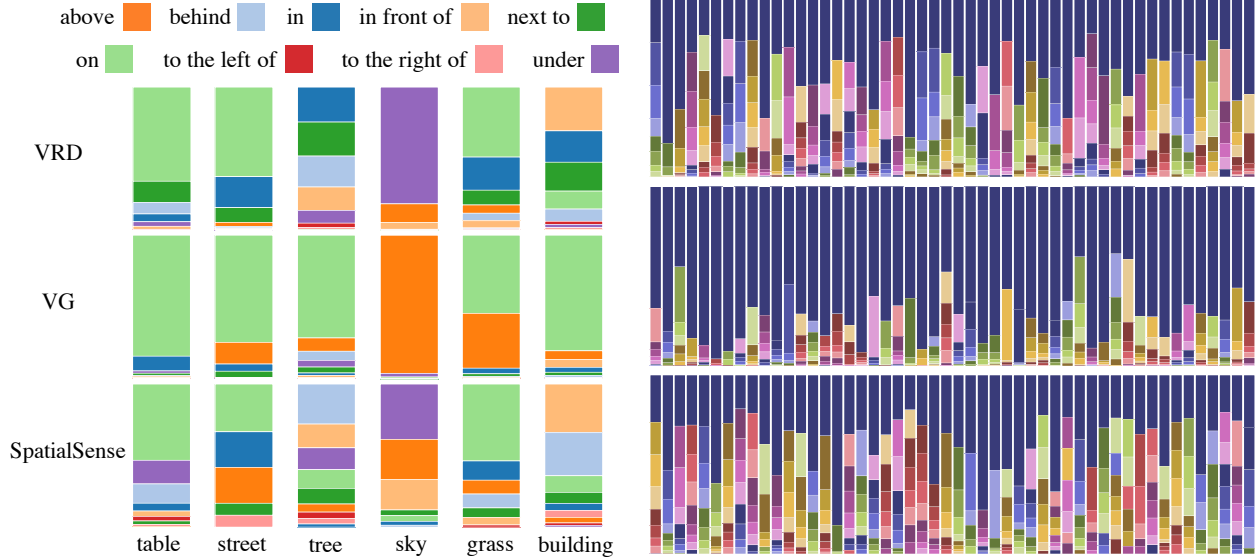 above behind in in front of next to
on to the left of to the right of under
VRD
VG
SpatialSense
table street tree sky grass building